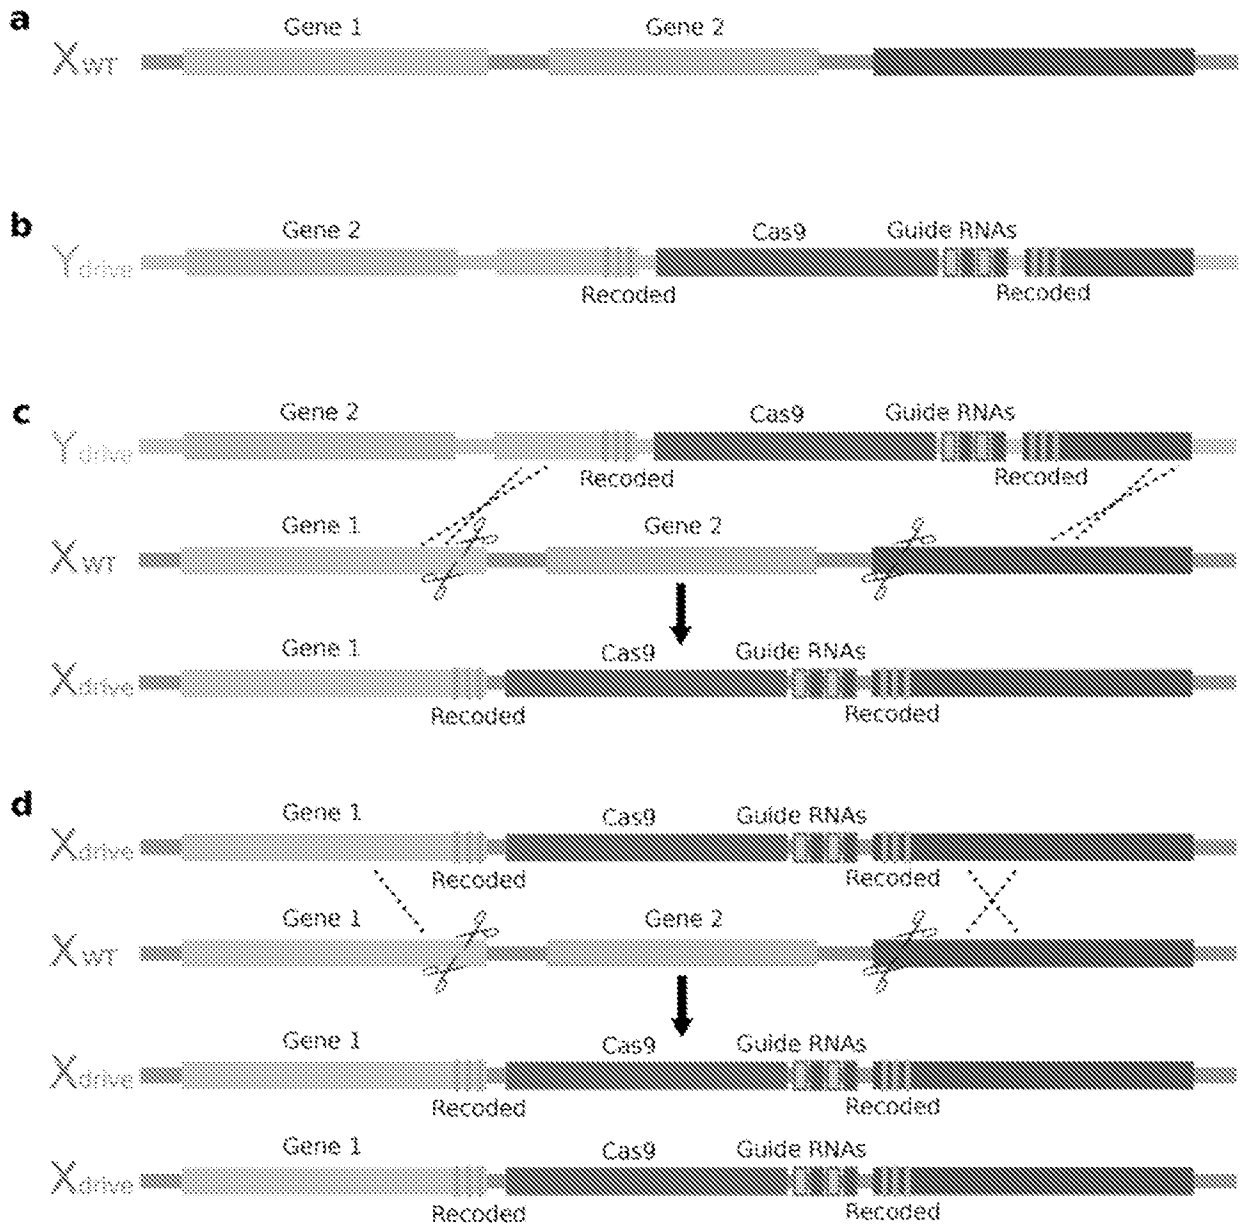 a
Gene 1 Gene 2
XWT
b
Gene 2 Cas9 Guide RNAs
Ydrive
Recoded Recoded
c
Gene 2 Cas9 Guide RNAs
Ydrive
Recoded Recoded
Gene 1 Gene 2
XWT
Gene 1 Cas9 Guide RNAs
Xdrive
Recoded Recoded
d
Gene 1 Cas9 Guide RNAs
Xdrive
Recoded Recoded
Gene 1 Gene 2
XWT
Gene 1 Cas9 Guide RNAs
Xdrive
Recoded Recoded
Gene 1 Cas9 Guide RNAs
Xdrive
Recoded Recoded